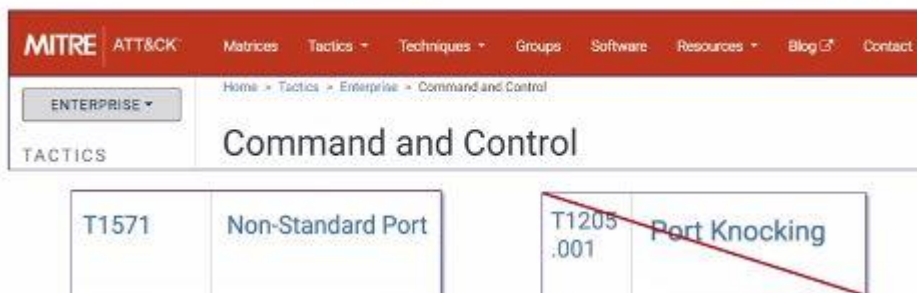 MITRE ATT&CK Matrices Tactics Techniques Groups Software Resources Blog Contact
ENTERPRISE
Home > Tactics > Enterprise > Command and Control
TACTICS
Command and Control
T1571 Non-Standard Port
T1205
.001
Port Knocking